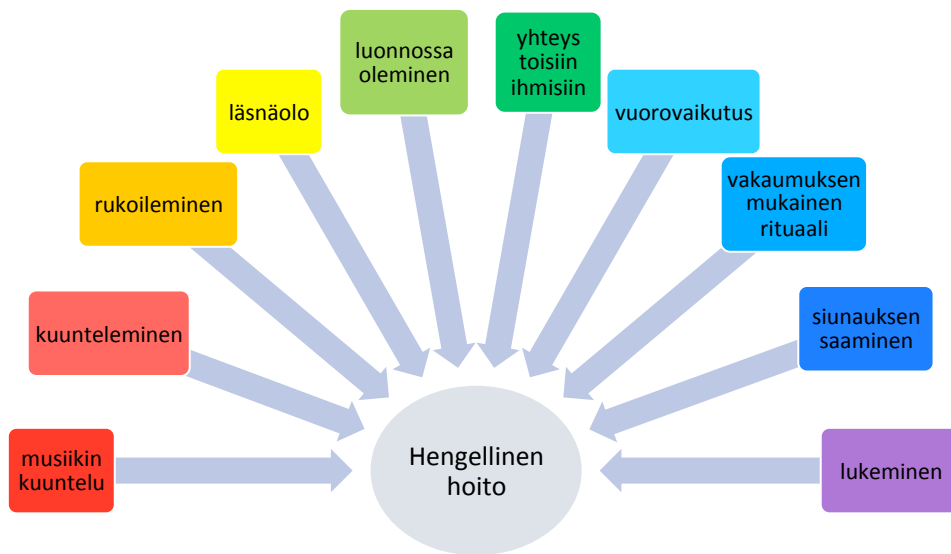 musiikin
kuuntelu
kuunteleminen
rukoileminen
läsnäolo
luonnossa
oleminen
yhteys
toisiin
ihmisiin
vuorovaikutus
vakaumuksen
mukainen
rituaali
siunauksen
saaminen
lukeminen
Hengellinen
hoito